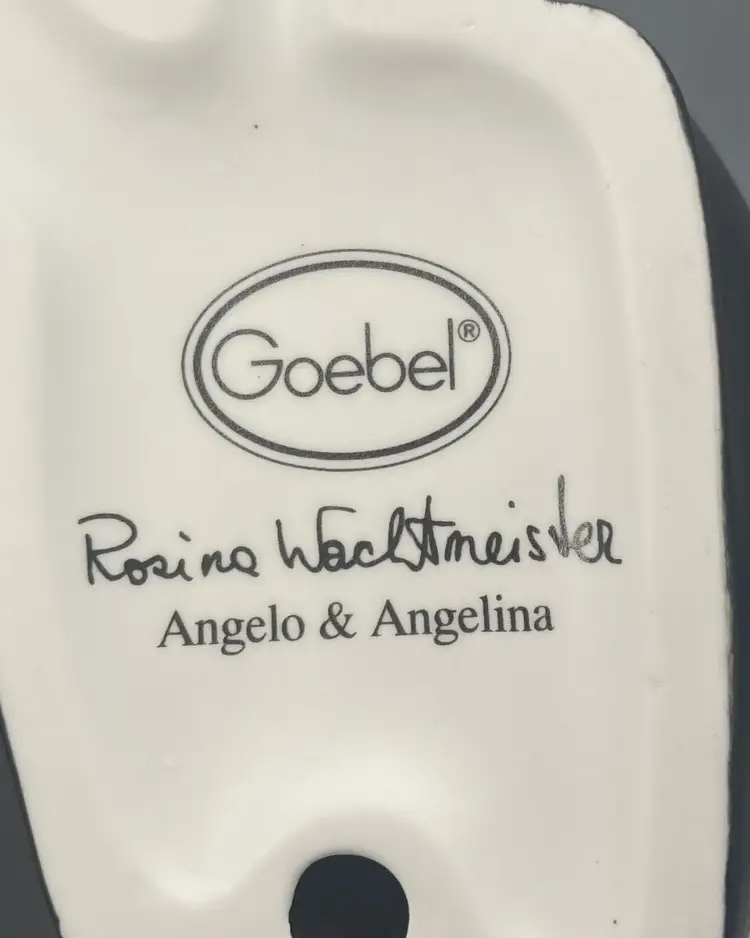 Goebel®
Rosina Wachtmeister
Angelo & Angelina